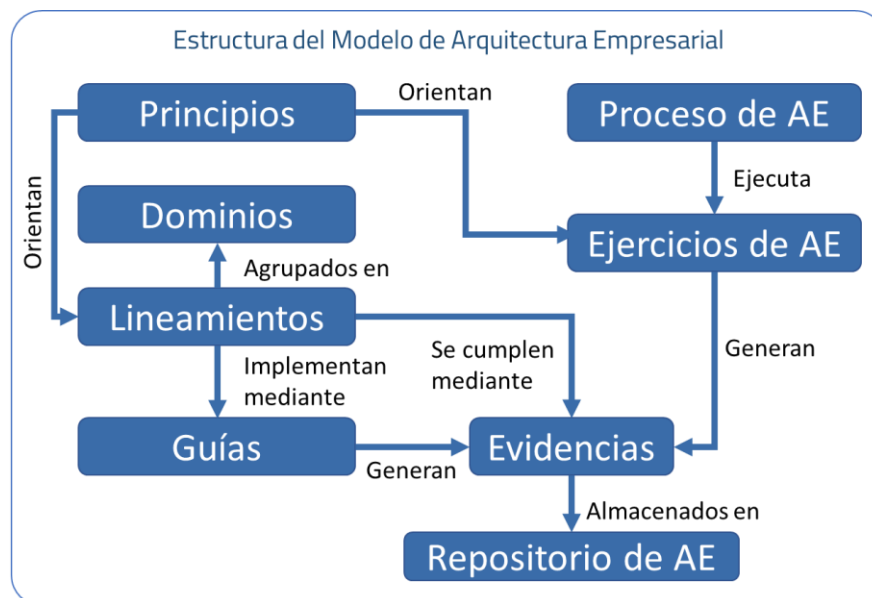 Estructura del Modelo de Arquitectura Empresarial
Principios
Orientan
Proceso de AE
Orientan
Ejecuta
Dominios
Ejercicios de AE
Agrupados en
Lineamientos
Implementan
mediante
Se cumplen
mediante
Generan
Guías
Generan
Evidencias
Almacenados en
Repositorio de AE